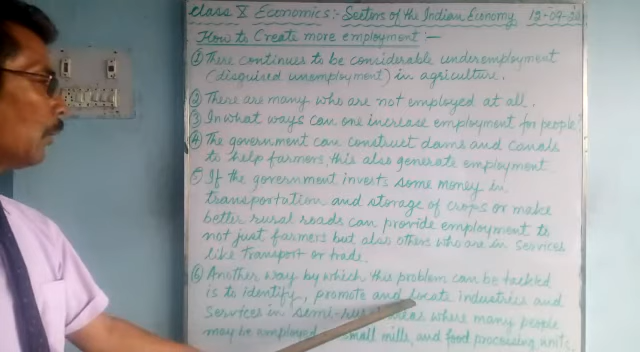 Class X Economics:- Sectors of the Indian Economy 12-09-20
How to Create more employment:-
① There continues to be considerable underemployment
(disguised unemployment) in agriculture.
② There are many who are not employed at all.
③ In what ways can one increase employment for people?
④ The government can construct dams and canals
to help farmers, this also generate employment
⑤ If the government invests some money in
transportation and storage of crops or make
better rural roads can provide employment to
not just farmers but also others who are in services
like transport or trade.
⑥ Another way by which this problem can be tackled
is to identify, promote and locate industries and
services in semi-rural areas where many people
may be employed small mills, and food processing units,